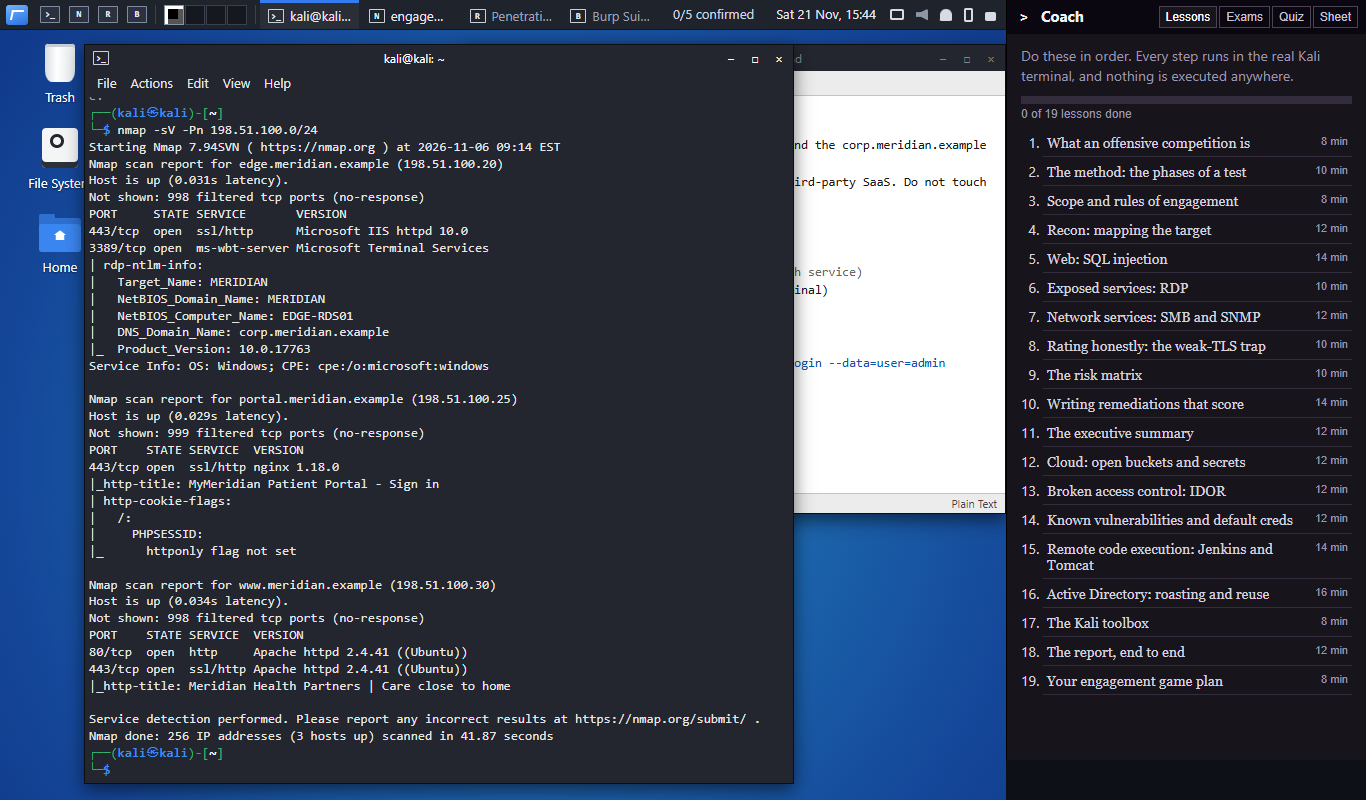 N
R
B
kali@kali...
N engage...
R Penetrati...
B Burp Sui...
0/5 confirmed
Sat 21 Nov, 15:44
> Coach
Lessons
Exams
Quiz
Sheet
Trash
File System
Home
kali@kali: ~
File Actions Edit View Help
┌──(kali㉿kali)-[~]
└─$ nmap -sV -Pn 198.51.100.0/24
Starting Nmap 7.94SVN ( https://nmap.org ) at 2026-11-06 09:14 EST
Nmap scan report for edge.meridian.example (198.51.100.20)
Host is up (0.031s latency).
Not shown: 998 filtered tcp ports (no-response)
PORT     STATE SERVICE       VERSION
443/tcp  open  ssl/http      Microsoft IIS httpd 10.0
3389/tcp open  ms-wbt-server Microsoft Terminal Services
| rdp-ntlm-info:
|   Target_Name: MERIDIAN
|   NetBIOS_Domain_Name: MERIDIAN
|   NetBIOS_Computer_Name: EDGE-RDS01
|   DNS_Domain_Name: corp.meridian.example
|_  Product_Version: 10.0.17763
Service Info: OS: Windows; CPE: cpe:/o:microsoft:windows
Nmap scan report for portal.meridian.example (198.51.100.25)
Host is up (0.029s latency).
Not shown: 999 filtered tcp ports (no-response)
PORT    STATE SERVICE  VERSION
443/tcp open  ssl/http nginx 1.18.0
|_http-title: MyMeridian Patient Portal - Sign in
| http-cookie-flags:
|   /:
|     PHPSESSID:
|_      httponly flag not set
Nmap scan report for www.meridian.example (198.51.100.30)
Host is up (0.034s latency).
Not shown: 998 filtered tcp ports (no-response)
PORT    STATE SERVICE  VERSION
80/tcp  open  http     Apache httpd 2.4.41 ((Ubuntu))
443/tcp open  ssl/http Apache httpd 2.4.41 ((Ubuntu))
|_http-title: Meridian Health Partners | Care close to home
Service detection performed. Please report any incorrect results at https://nmap.org/submit/ .
Nmap done: 256 IP addresses (3 hosts up) scanned in 41.87 seconds
┌──(kali㉿kali)-[~]
└─$
d
nd the corp.meridian.example
ird-party SaaS. Do not touch
h service)
inal)
ogin --data=user=admin
Plain Text
Do these in order. Every step runs in the real Kali
terminal, and nothing is executed anywhere.
0 of 19 lessons done
1. What an offensive competition is 8 min
2. The method: the phases of a test 10 min
3. Scope and rules of engagement 8 min
4. Recon: mapping the target 12 min
5. Web: SQL injection 14 min
6. Exposed services: RDP 10 min
7. Network services: SMB and SNMP 12 min
8. Rating honestly: the weak-TLS trap 10 min
9. The risk matrix 10 min
10. Writing remediations that score 14 min
11. The executive summary 12 min
12. Cloud: open buckets and secrets 12 min
13. Broken access control: IDOR 12 min
14. Known vulnerabilities and default creds 12 min
15. Remote code execution: Jenkins and 14 min
Tomcat
16. Active Directory: roasting and reuse 16 min
17. The Kali toolbox 8 min
18. The report, end to end 12 min
19. Your engagement game plan 8 min